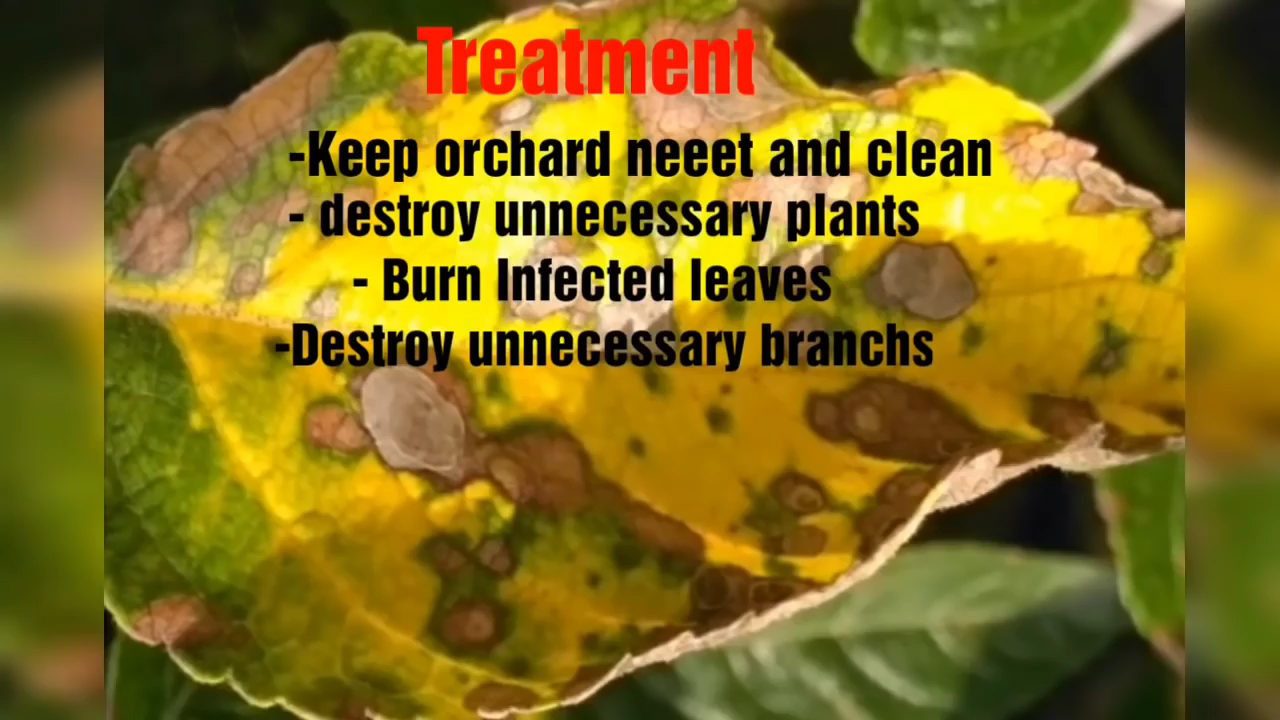 Treatment
-Keep orchard neeet and clean
- destroy unnecessary plants
- Burn Infected leaves
-Destroy unnecessary branchs